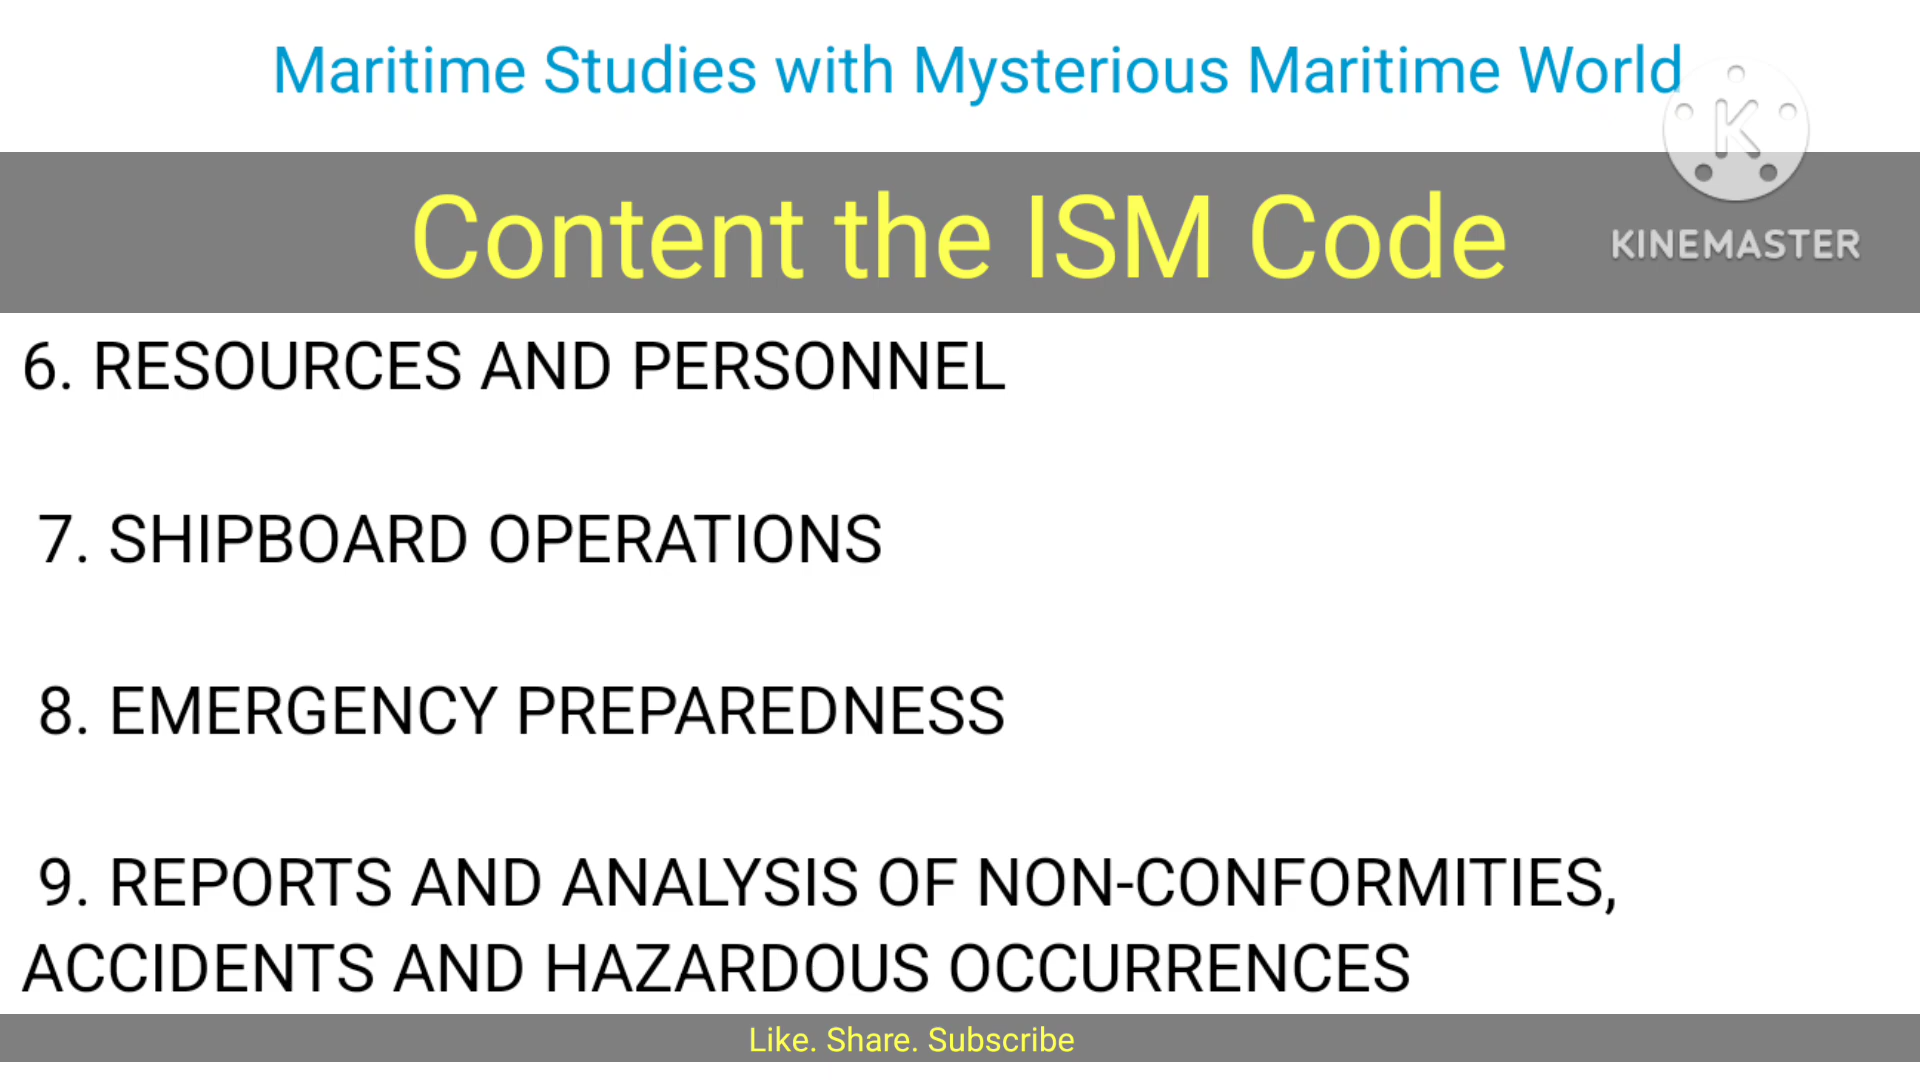 Maritime Studies with Mysterious Maritime World
K
KINEMASTER
Content the ISM Code
6. RESOURCES AND PERSONNEL
7. SHIPBOARD OPERATIONS
8. EMERGENCY PREPAREDNESS
9. REPORTS AND ANALYSIS OF NON-CONFORMITIES,
ACCIDENTS AND HAZARDOUS OCCURRENCES
Like. Share. Subscribe